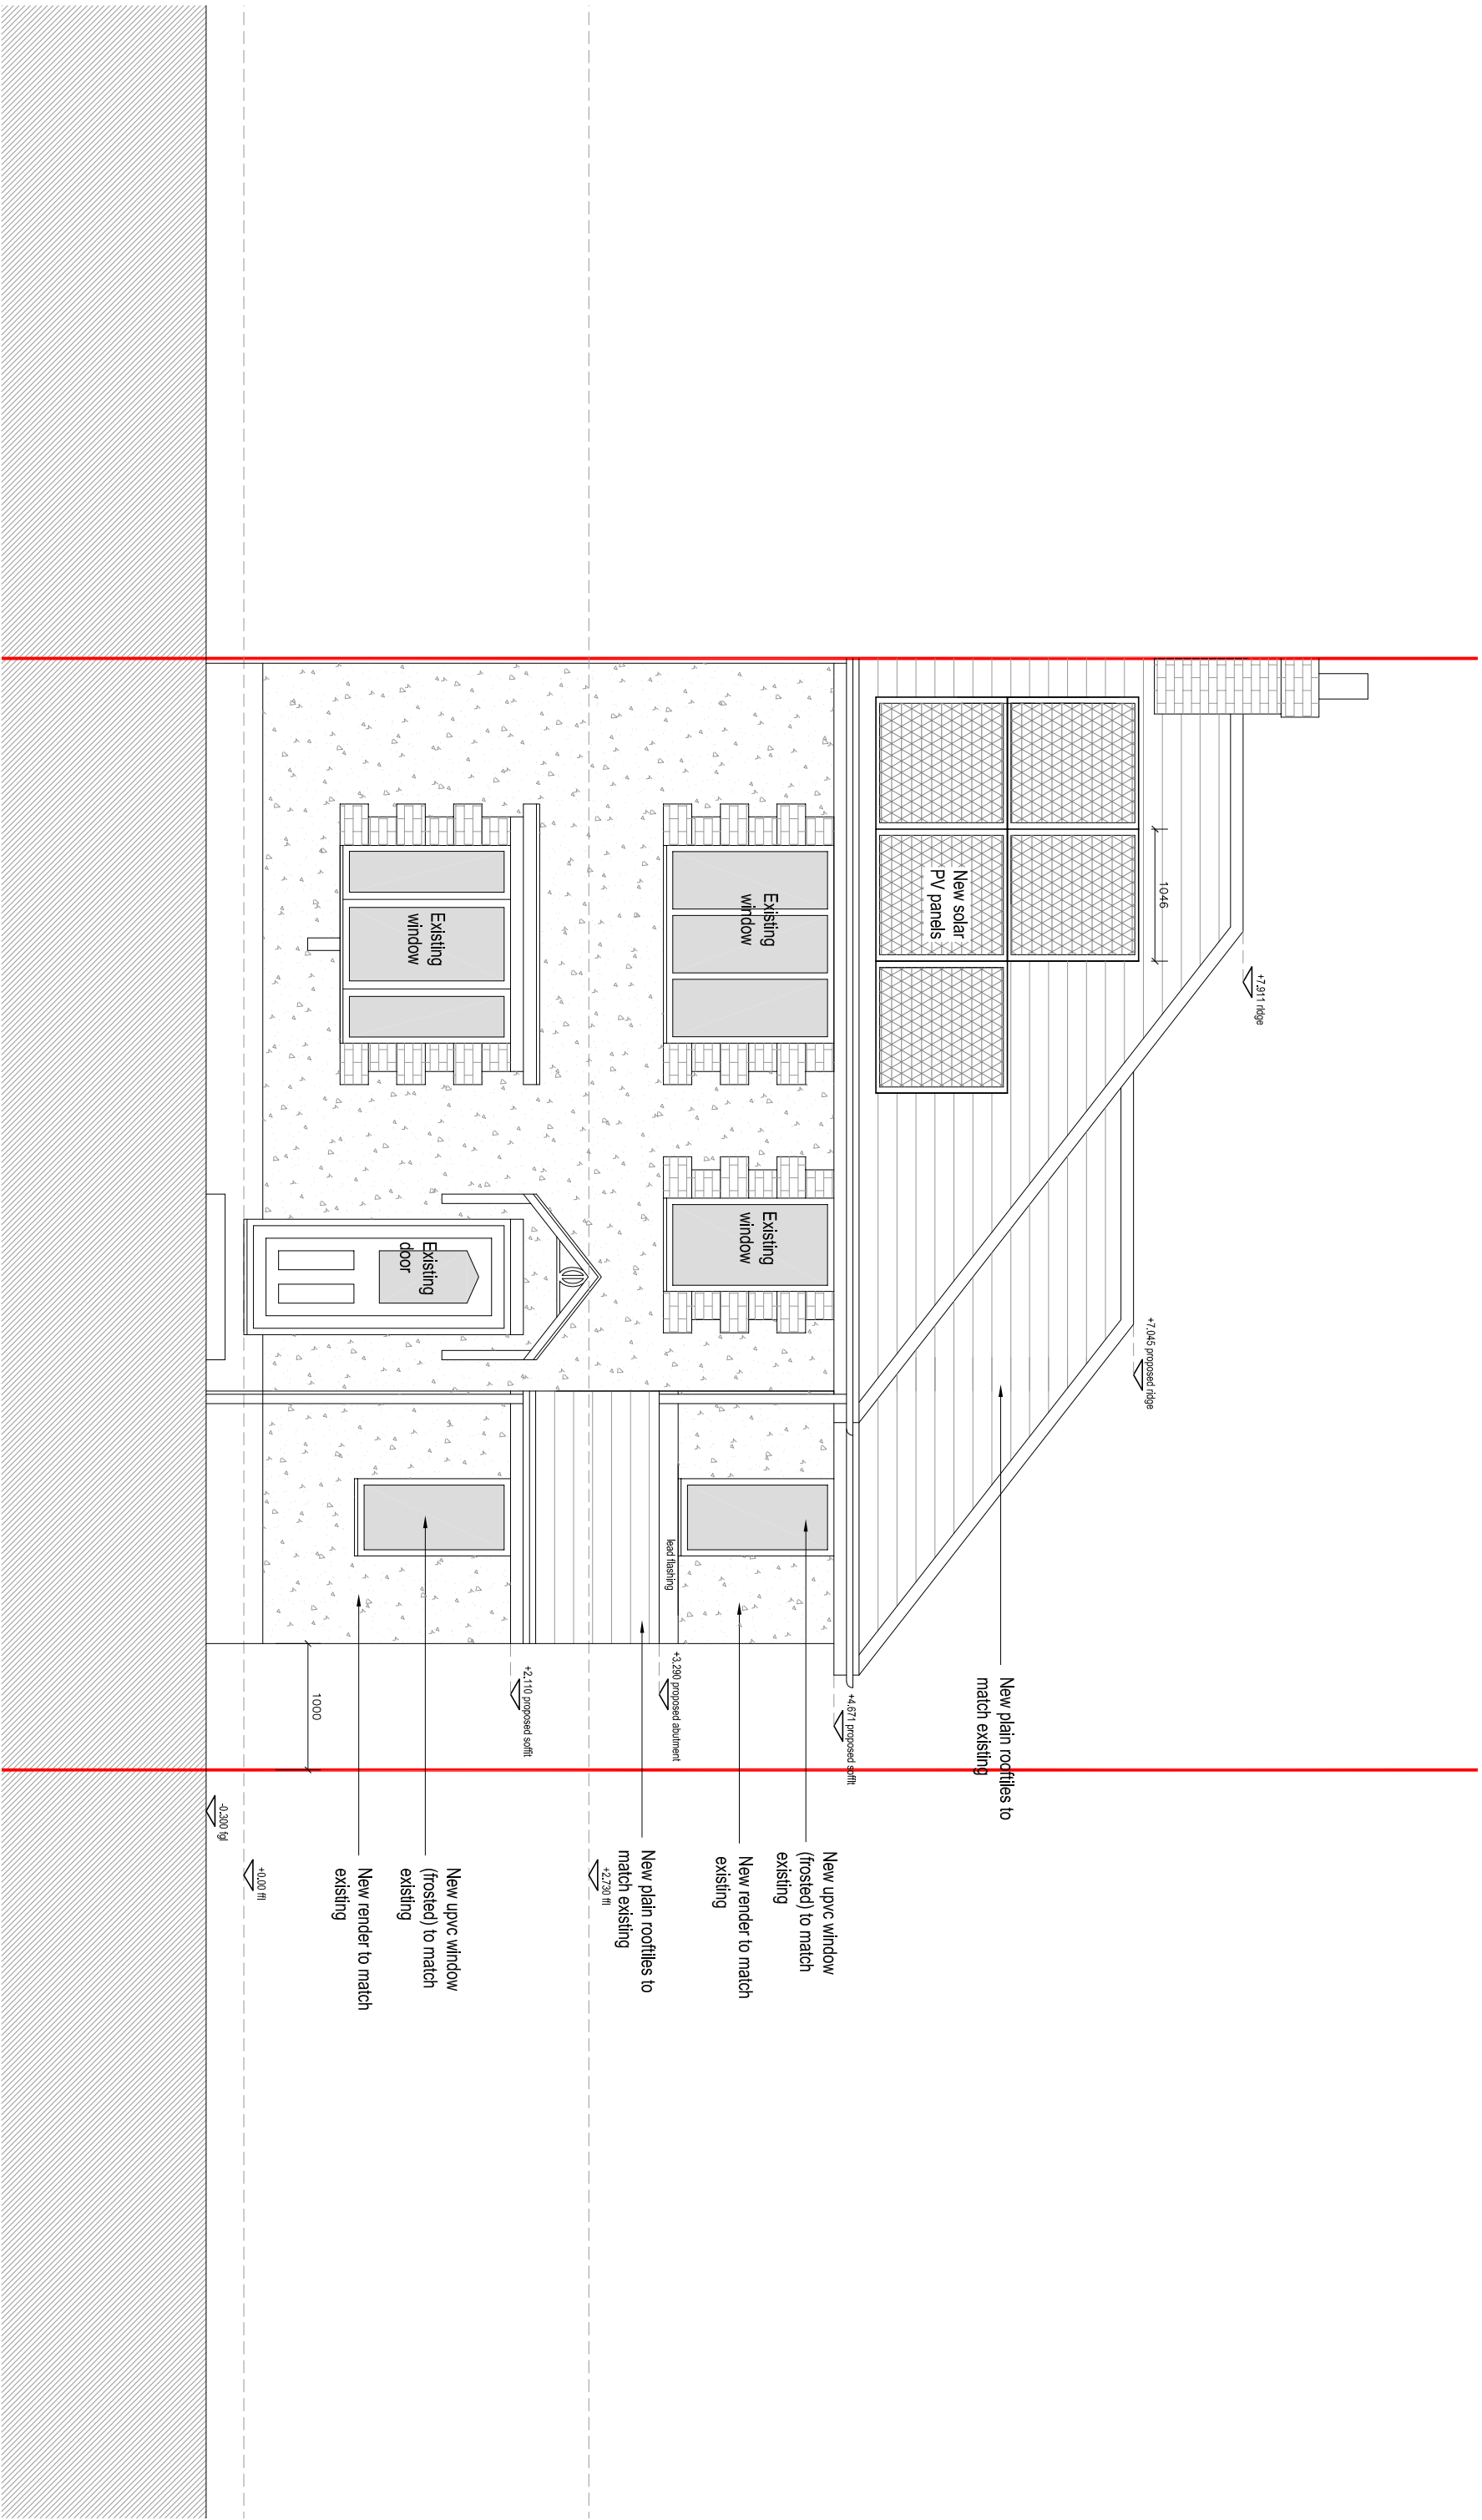 +7.911 ridge
1046
+7.045 proposed ridge
New solar
PV panels
New plain rooftiles to
match existing
+4.671 proposed soffit
Existing
window
Existing
window
New upvc window
(frosted) to match
existing
New render to match
existing
lead flashing
+3.290 proposed abutment
New plain rooftiles to
match existing
+2.730 ffl
+2.110 proposed soffit
Existing
window
Existing
door
New upvc window
(frosted) to match
existing
New render to match
existing
1000
+0.00 ffl
-0.300 fgl